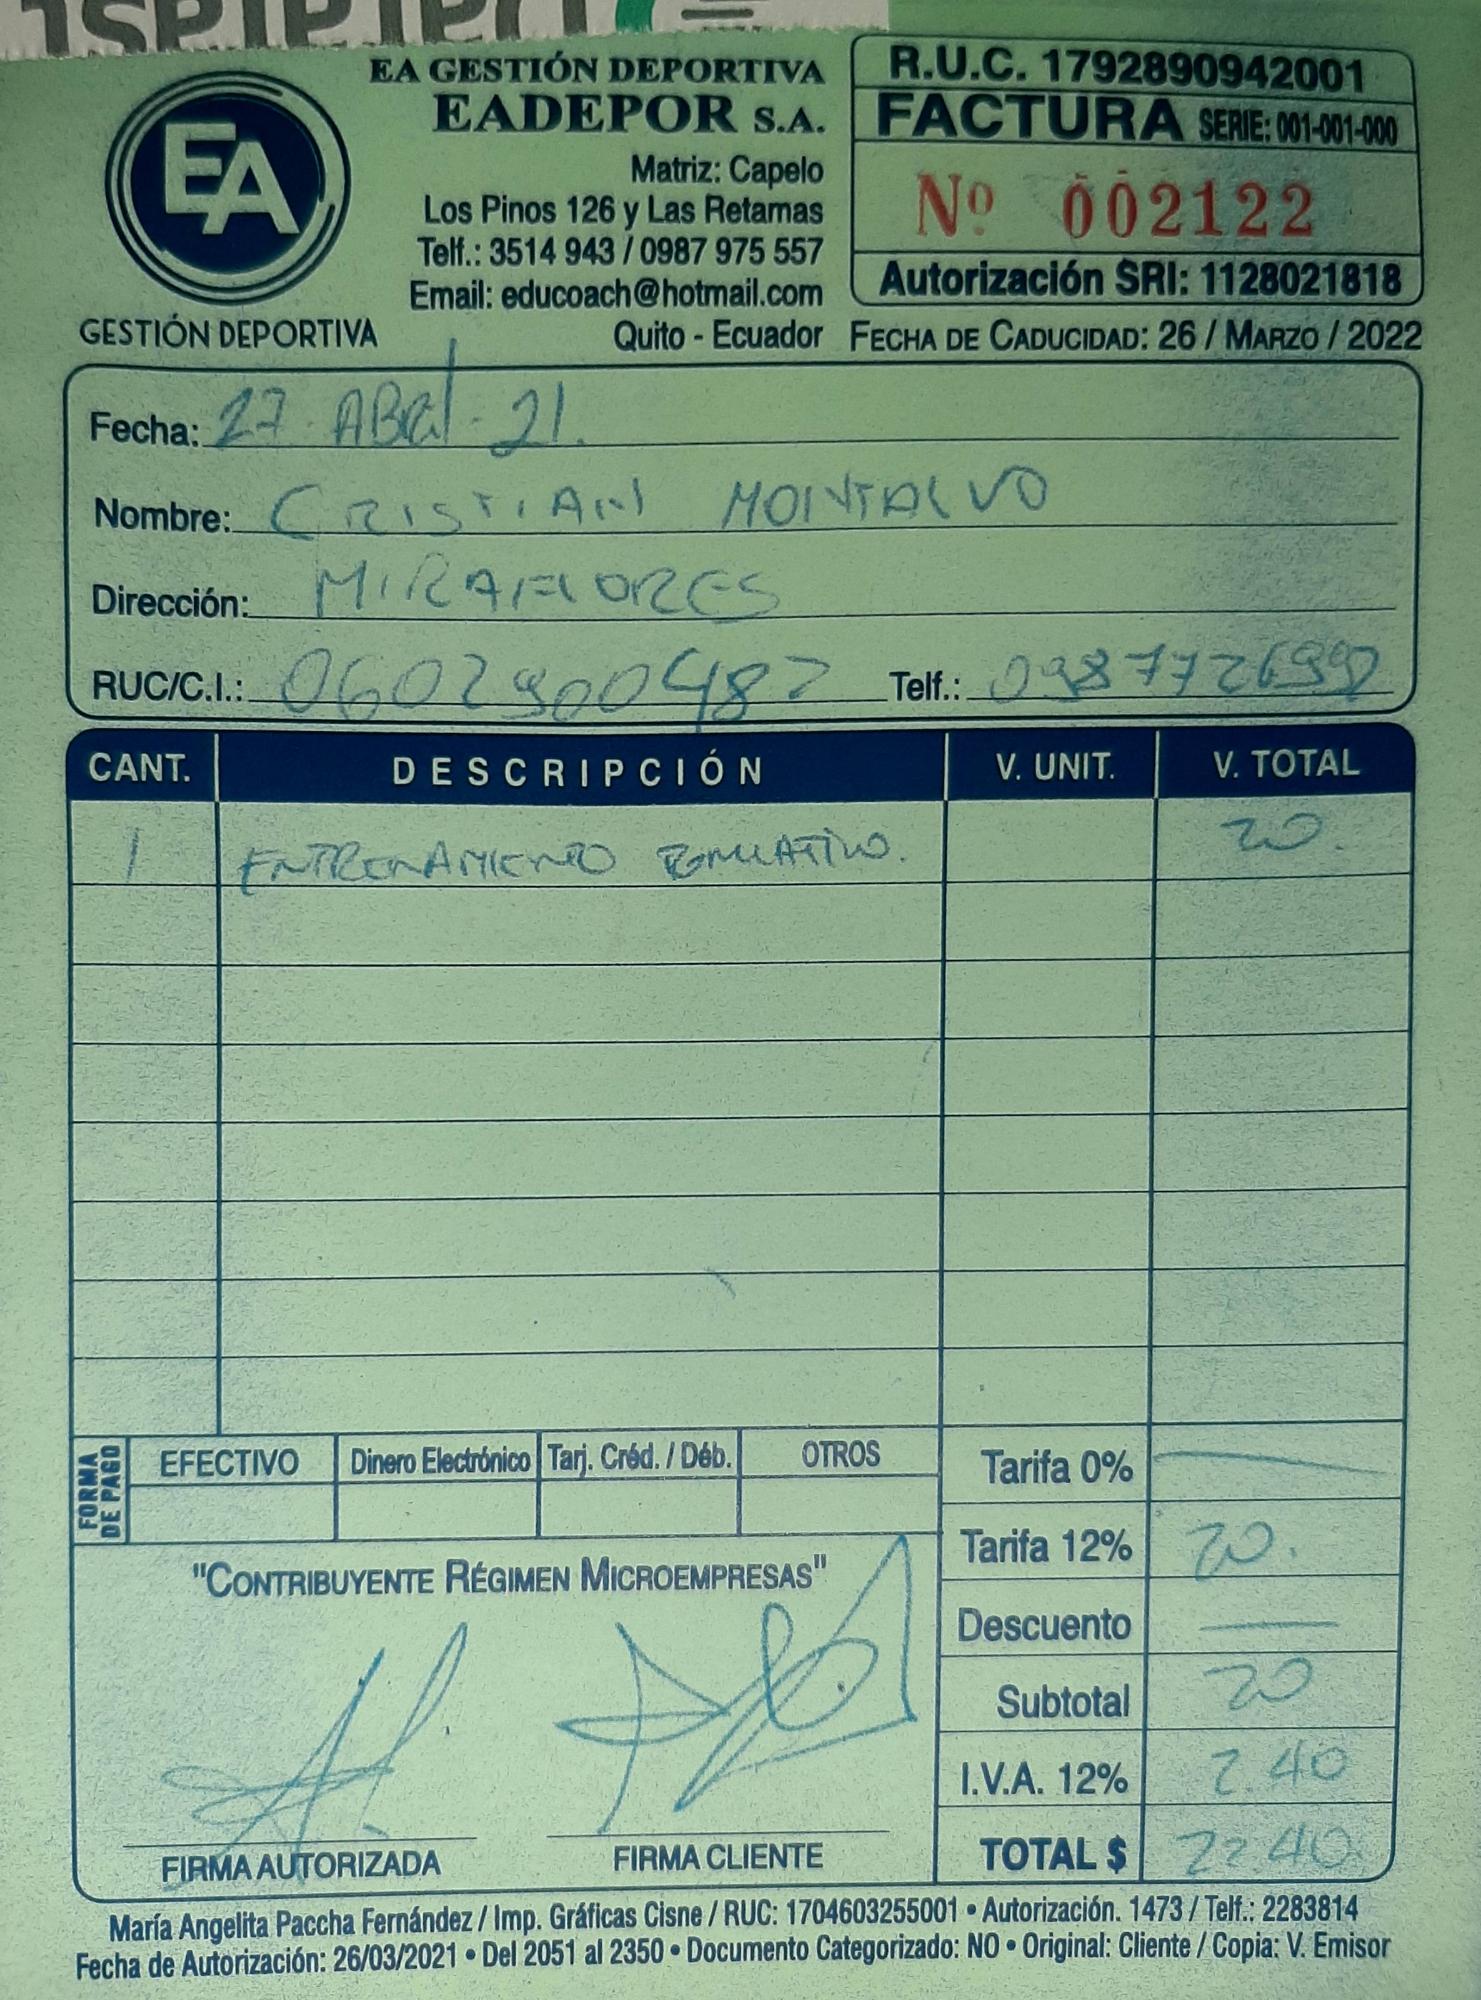 EA
GESTIÓN DEPORTIVA
EA GESTIÓN DEPORTIVA
EADEPOR S.A.
Matriz: Capelo
Los Pinos 126 y Las Retamas
Telf.: 3514 943 / 0987 975 557
Email: educoach@hotmail.com
Quito - Ecuador
R.U.C. 1792890942001
FACTURA SERIE: 001-001-000
Nº 002122
Autorización SRI: 1128021818
FECHA DE CADUCIDAD: 26 / MARZO / 2022
Fecha: 27 - ABRil - 21.
Nombre: CRISTIAN MONTALVO
Dirección: MIRAFLORES
RUC/C.I.: 0602900487 Telf.:
CANT. DESCRIPCIÓN V. UNIT. V. TOTAL
1 ENTRENAMIENTO FORMATIVO. 20.
FORMA DE PAGO
EFECTIVO Dinero Electrónico Tarj. Créd. / Déb. OTROS
Tarifa 0%
Tarifa 12% 20.
Descuento
Subtotal 20
I.V.A. 12% 2.40
TOTAL $ 22.40
"CONTRIBUYENTE RÉGIMEN MICROEMPRESAS"
FIRMA AUTORIZADA FIRMA CLIENTE
María Angelita Paccha Fernández / Imp. Gráficas Cisne / RUC: 1704603255001 • Autorización. 1473 / Telf.: 2283814
Fecha de Autorización: 26/03/2021 • Del 2051 al 2350 • Documento Categorizado: NO • Original: Cliente / Copia: V. Emisor